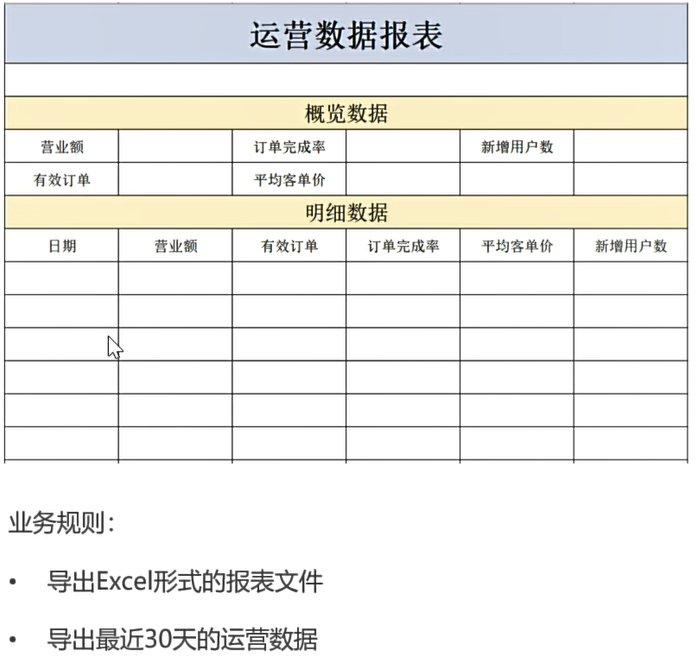 运营数据报表
概览数据
营业额 订单完成率 新增用户数
有效订单 平均客单价
明细数据
日期 营业额 有效订单 订单完成率 平均客单价 新增用户数
业务规则：
• 导出Excel形式的报表文件
• 导出最近30天的运营数据